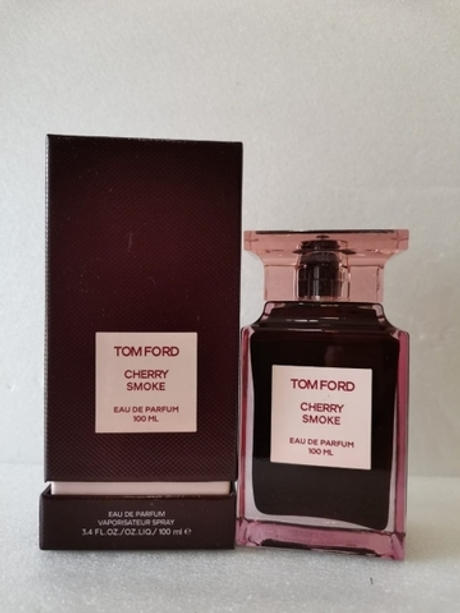 TOM FORD
CHERRY
SMOKE
EAU DE PARFUM
100 ML
EAU DE PARFUM
VAPORISATEUR SPRAY
3.4 FL.OZ./OZ.LIQ./ 100 ml ℮
TOM FORD
CHERRY
SMOKE
EAU DE PARFUM
100 ML